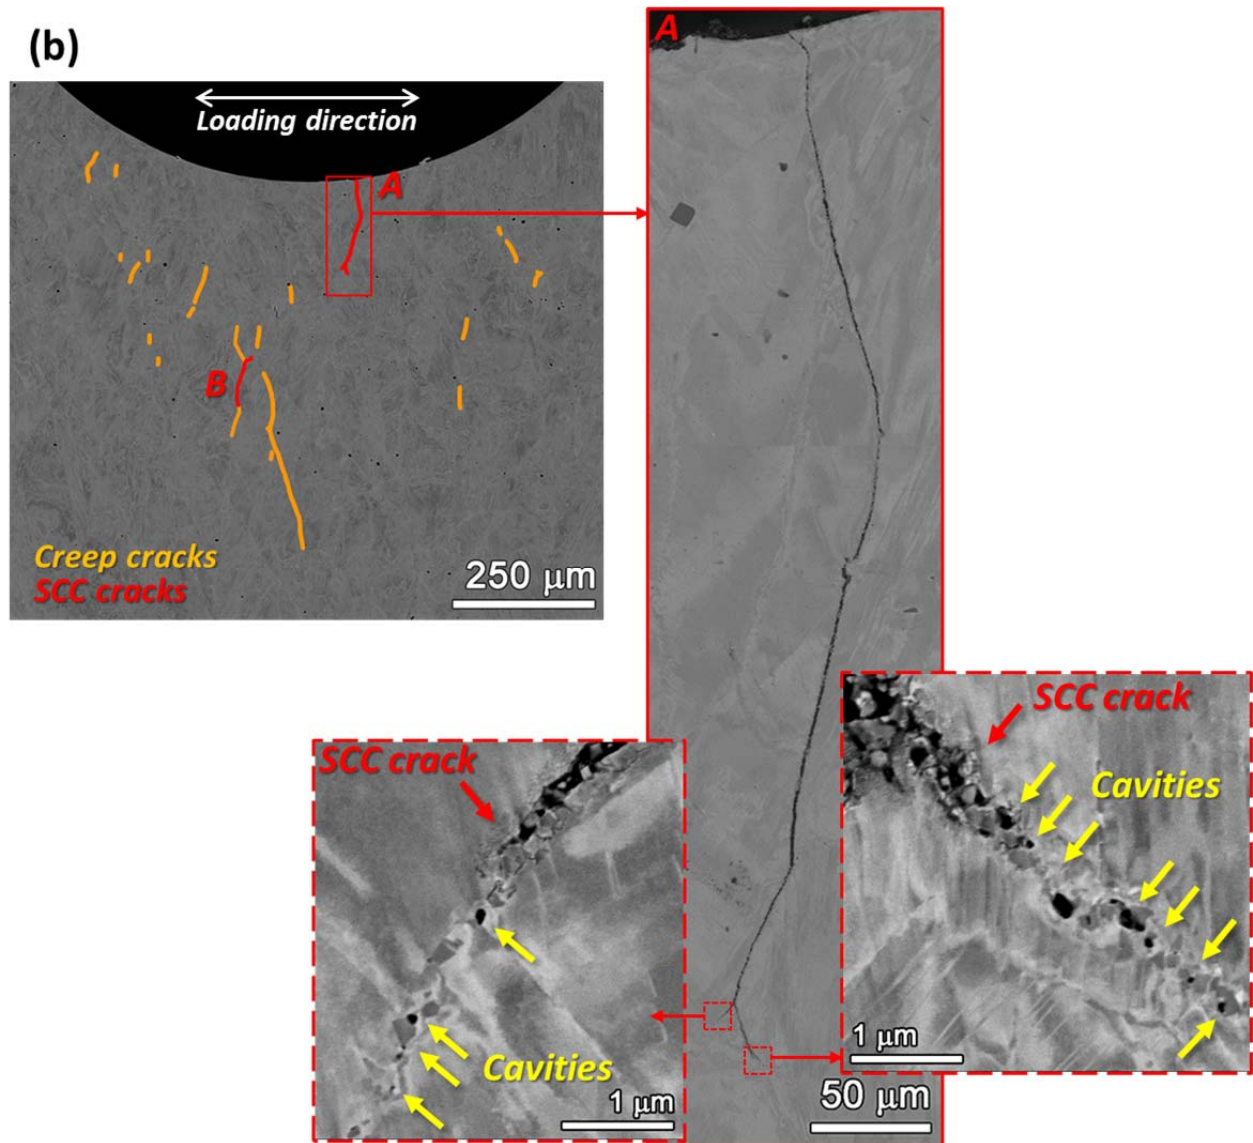 (b)
Loading direction
A
B
Creep cracks
SCC cracks
250 μm
A
50 μm
SCC crack
Cavities
1 μm
SCC crack
Cavities
1 μm